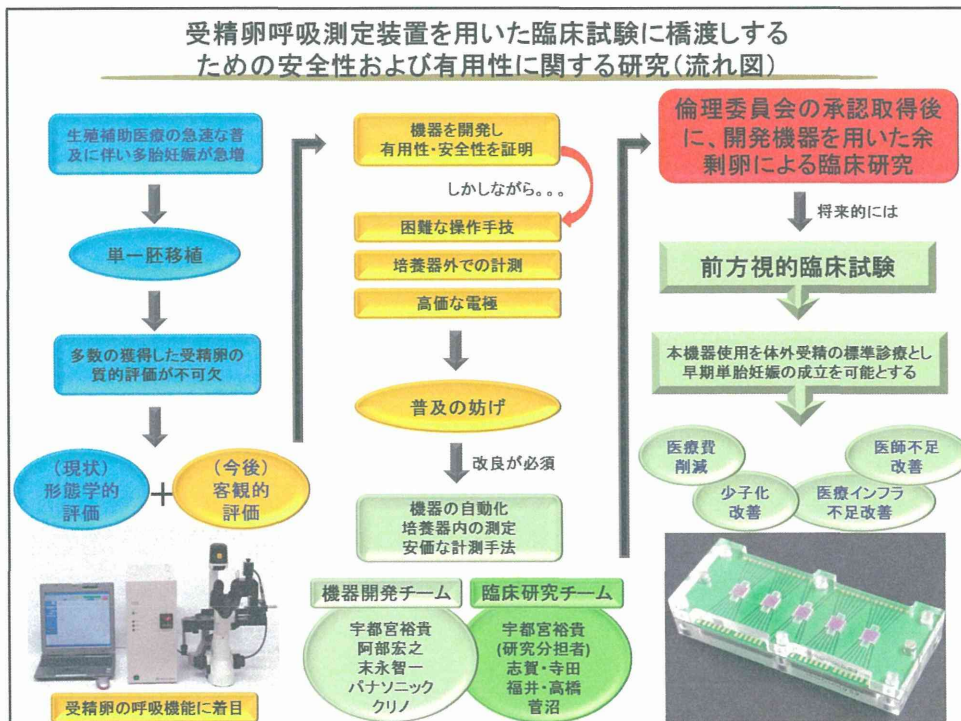 受精卵呼吸測定装置を用いた臨床試験に橋渡しする
ための安全性および有用性に関する研究(流れ図)
生殖補助医療の急速な普
及に伴い多胎妊娠が急増
単一胚移植
多数の獲得した受精卵の
質的評価が不可欠
(現状)
形態学的
評価
+
(今後)
客観的
評価
受精卵の呼吸機能に着目
機器を開発し
有用性・安全性を証明
しかしながら。。。
困難な操作手技
培養器外での計測
高価な電極
普及の妨げ
改良が必須
機器の自動化
培養器内の測定
安価な計測手法
機器開発チーム
宇都宮裕貴
阿部宏之
末永智一
パナソニック
クリノ
臨床研究チーム
宇都宮裕貴
(研究分担者)
志賀・寺田
福井・高橋
菅沼
倫理委員会の承認取得後
に、開発機器を用いた余
剰卵による臨床研究
将来的には
前方視的臨床試験
本機器使用を体外受精の標準診療とし
早期単胎妊娠の成立を可能とする
医療費
削減
医師不足
改善
少子化
改善
医療インフラ
不足改善